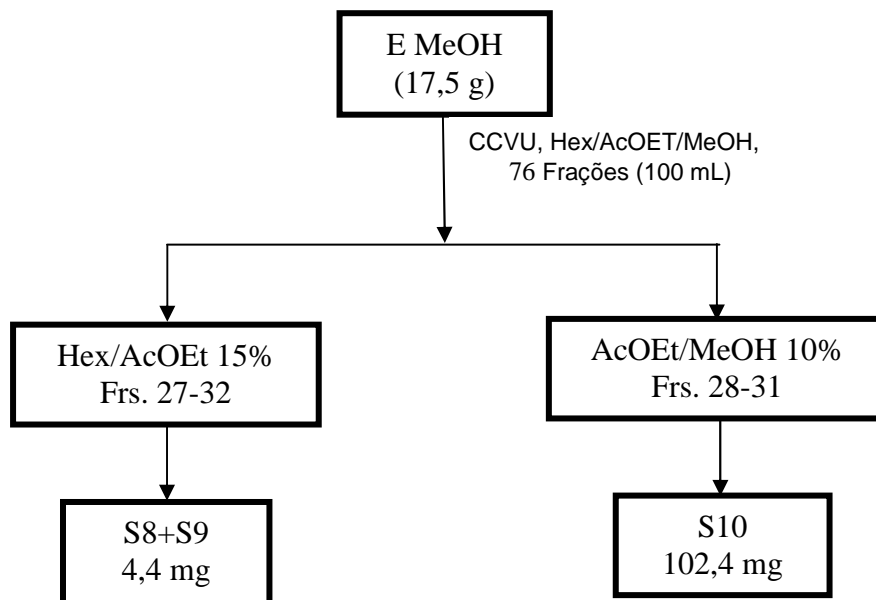 E MeOH
(17,5 g)
CCVU, Hex/AcOET/MeOH,
76 Frações (100 mL)
Hex/AcOEt 15%
Frs. 27-32
AcOEt/MeOH 10%
Frs. 28-31
S8+S9
4,4 mg
S10
102,4 mg